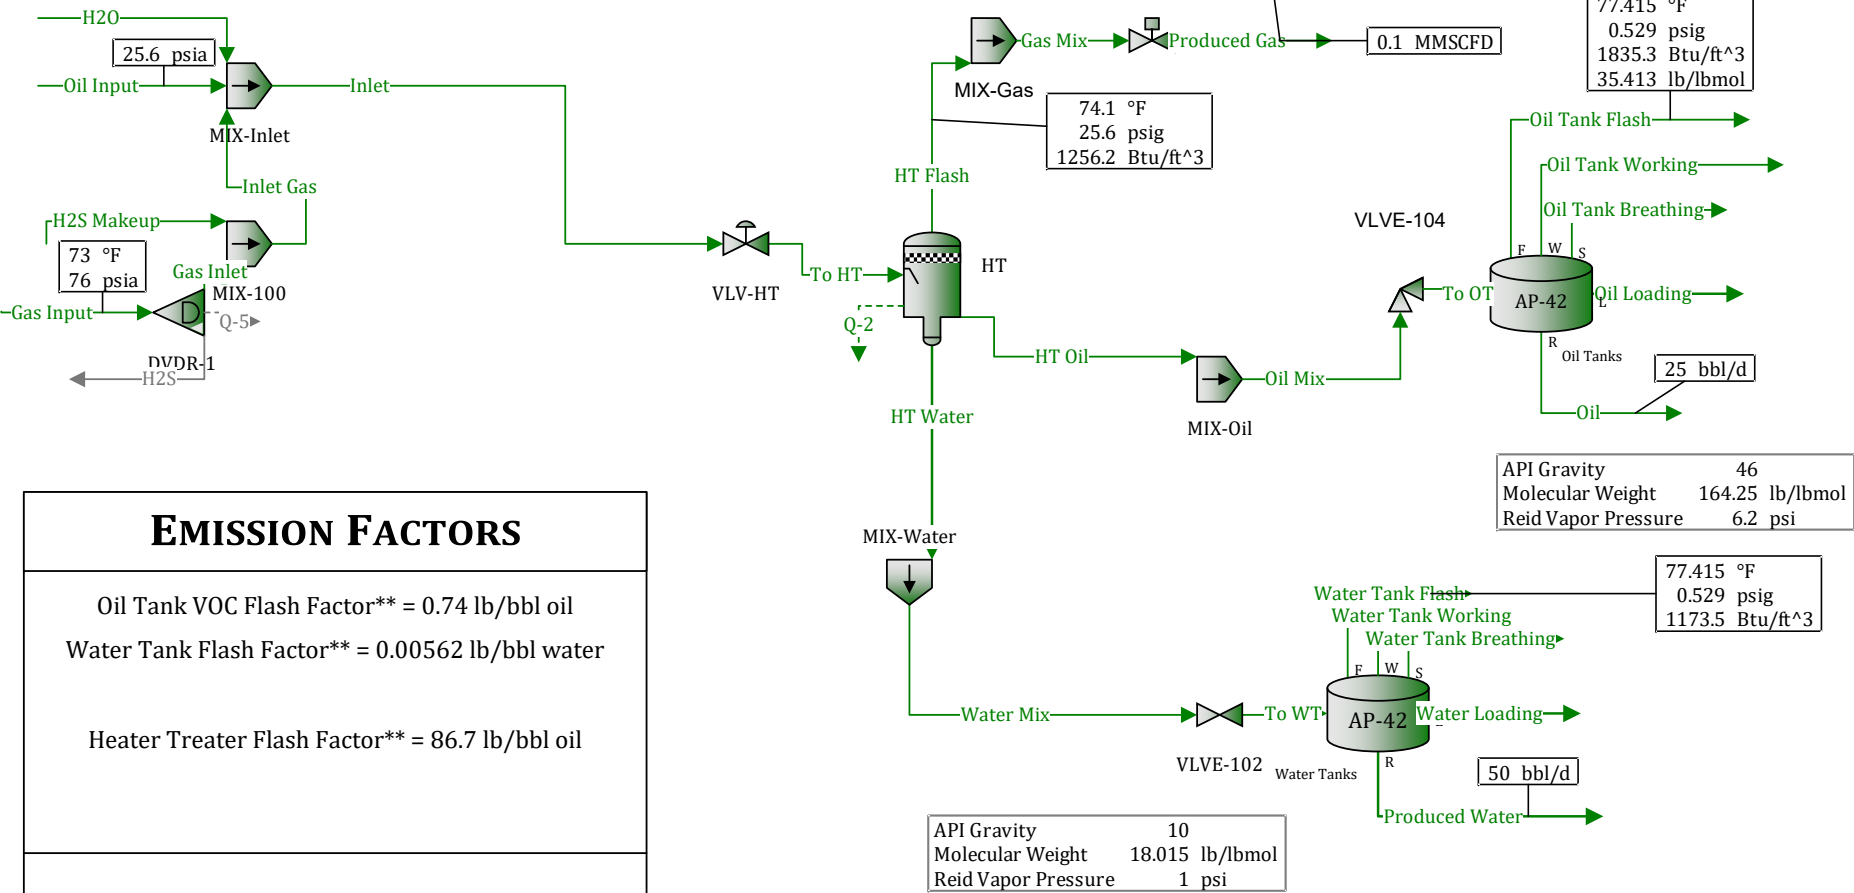 H2O
25.6 psia
Oil Input
Inlet
MIX-Inlet
Inlet Gas
H2S Makeup
73 °F
76 psia
Gas Inlet
MIX-100
Gas Input
D
Q-5
DVDR-1
H2S
VLV-HT
To HT
Q-2
HT
HT Flash
MIX-Gas
Gas Mix
Produced Gas
0.1 MMSCFD
74.1 °F
25.6 psig
1256.2 Btu/ft^3
HT Oil
MIX-Oil
Oil Mix
VLVE-104
To OT
77.415 °F
0.529 psig
1835.3 Btu/ft^3
35.413 lb/lbmol
Oil Tank Flash
Oil Tank Working
Oil Tank Breathing
F W S
AP-42
Oil Loading
L
R
Oil Tanks
25 bbl/d
Oil
API Gravity 46
Molecular Weight 164.25 lb/lbmol
Reid Vapor Pressure 6.2 psi
HT Water
MIX-Water
Water Mix
VLVE-102
To WT
77.415 °F
0.529 psig
1173.5 Btu/ft^3
Water Tank Flash
Water Tank Working
Water Tank Breathing
F W S
AP-42
Water Loading
R
Water Tanks
50 bbl/d
Produced Water
API Gravity 10
Molecular Weight 18.015 lb/lbmol
Reid Vapor Pressure 1 psi
EMISSION FACTORS
Oil Tank VOC Flash Factor** = 0.74 lb/bbl oil
Water Tank Flash Factor** = 0.00562 lb/bbl water
Heater Treater Flash Factor** = 86.7 lb/bbl oil